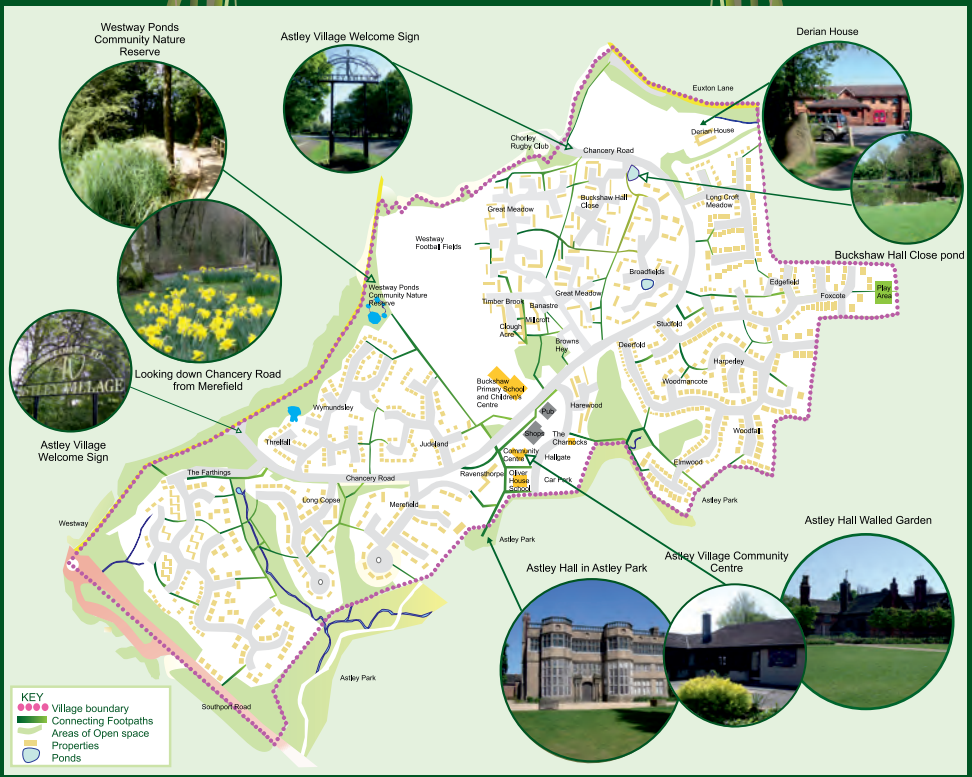 Westway Ponds
Community Nature
Reserve
Astley Village Welcome Sign
Derian House
Euxton Lane
Derian House
Chorley
Rugby Club
Chancery Road
Great Meadow
Buckshaw Hall
Close
Long Croft
Meadow
Westway
Football Fields
Buckshaw Hall Close pond
Broadfields
Edgefield
Play
Area
Foxcote
Westway Ponds
Community Nature
Reserve
Great Meadow
Timber Brook
Banastre
Millcroft
Clough
Acre
Studfold
Browns
Hey
Deerfold
Harperley
Looking down Chancery Road
from Merefield
ASTLEY VILLAGE
Astley Village
Welcome Sign
Buckshaw
Primary School
and Children's
Centre
Woodmancote
Wymundsley
Pub
Harewood
Threlfall
Judeland
Shops
The
Charnocks
Woodfall
Community
Centre
Hallgate
Elmwood
The Farthings
Chancery Road
Ravensthorpe
Oliver
House
School
Car Park
Long Copse
Merefield
Astley Park
Westway
Astley Park
Astley Hall Walled Garden
Astley Hall in Astley Park
Astley Village Community
Centre
Astley Park
Southport Road
KEY
Village boundary
Connecting Footpaths
Areas of Open space
Properties
Ponds